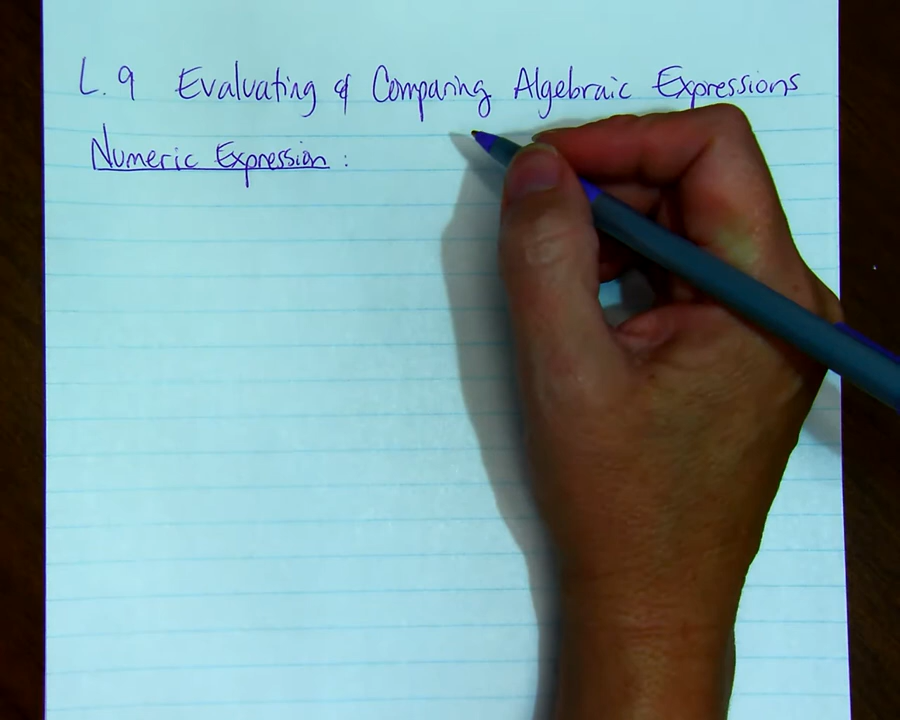 L.9 Evaluating & Comparing Algebraic Expressions
Numeric Expression :